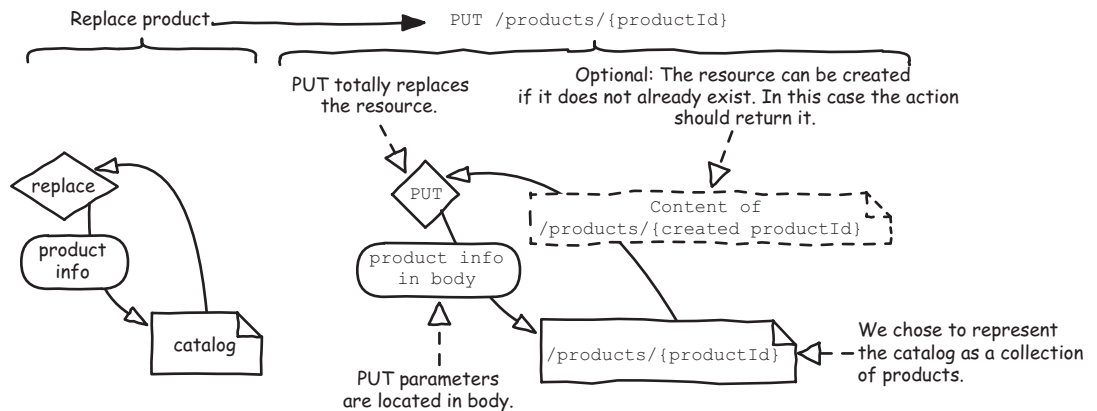 Replace product
PUT /products/{productId}
PUT totally replaces
the resource.
Optional: The resource can be created
if it does not already exist. In this case the action
should return it.
replace
product
info
catalog
PUT
Content of
/products/{created productId}
product info
in body
/products/{productId}
We chose to represent
the catalog as a collection
of products.
PUT parameters
are located in body.